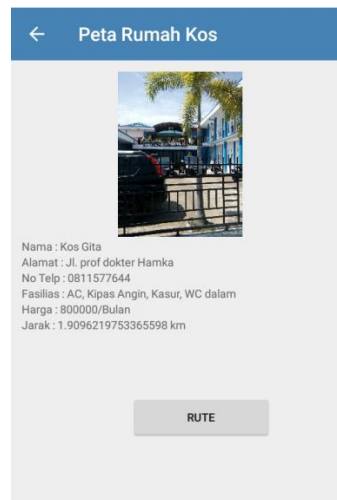 Peta Rumah Kos
Nama : Kos Gita
Alamat : Jl. prof dokter Hamka
No Telp : 0811577644
Fasilias : AC, Kipas Angin, Kasur, WC dalam
Harga : 800000/Bulan
Jarak : 1.9096219753365598 km
RUTE